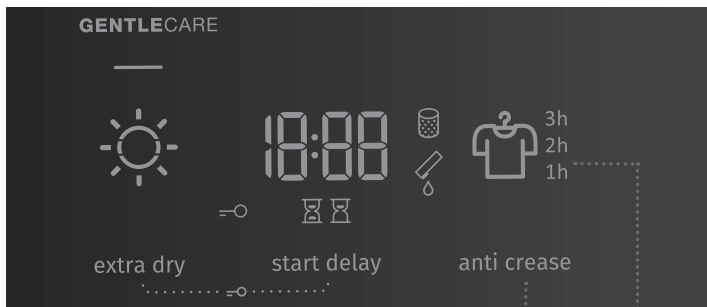 GENTLECARE
18:88
3h
2h
1h
extra dry
start delay
anti crease